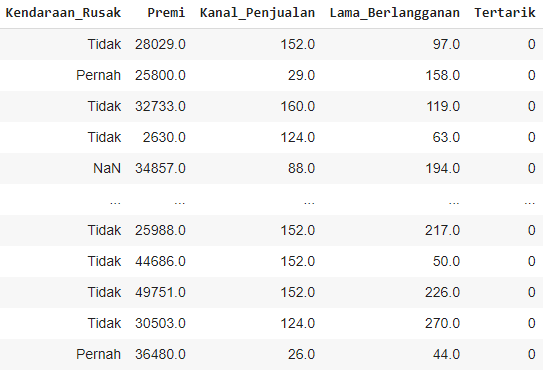 Kendaraan_Rusak Premi Kanal_Penjualan Lama_Berlangganan Tertarik
Tidak 28029.0 152.0 97.0 0
Pernah 25800.0 29.0 158.0 0
Tidak 32733.0 160.0 119.0 0
Tidak 2630.0 124.0 63.0 0
NaN 34857.0 88.0 194.0 0
... ... ... ... ...
Tidak 25988.0 152.0 217.0 0
Tidak 44686.0 152.0 50.0 0
Tidak 49751.0 152.0 226.0 0
Tidak 30503.0 124.0 270.0 0
Pernah 36480.0 26.0 44.0 0